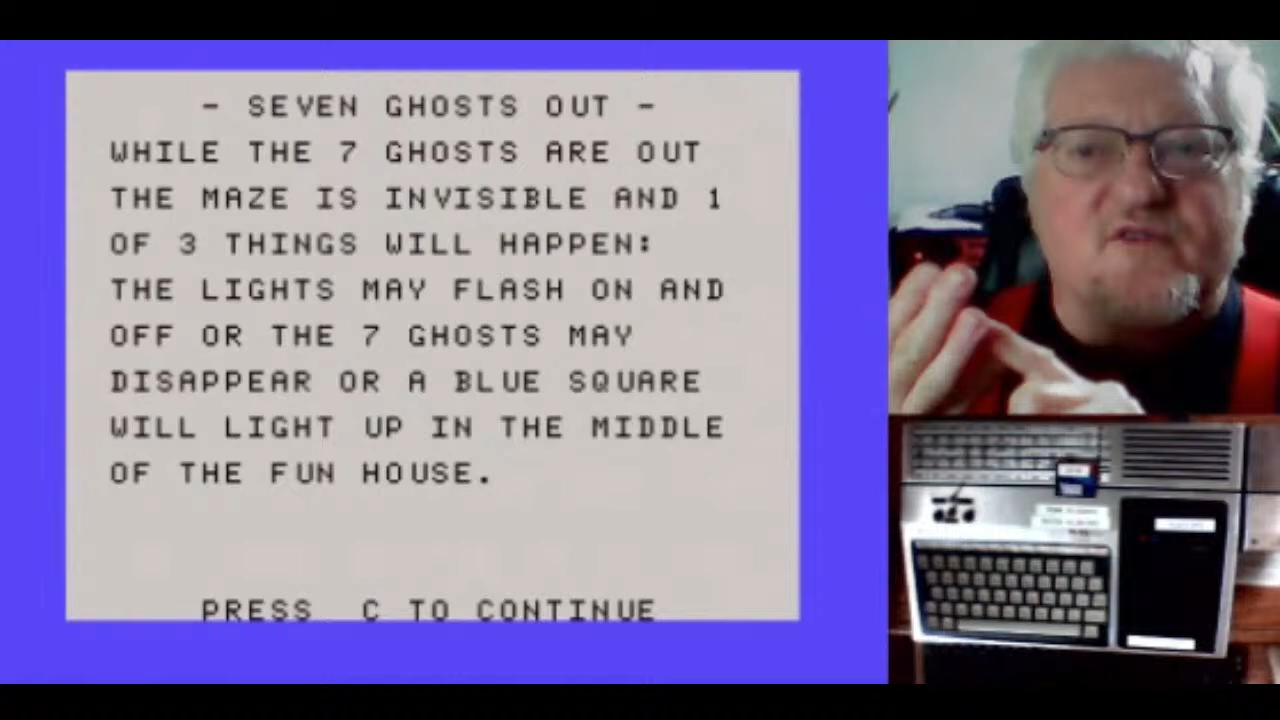 - SEVEN GHOSTS OUT -
WHILE THE 7 GHOSTS ARE OUT
THE MAZE IS INVISIBLE AND 1
OF 3 THINGS WILL HAPPEN:
THE LIGHTS MAY FLASH ON AND
OFF OR THE 7 GHOSTS MAY
DISAPPEAR OR A BLUE SQUARE
WILL LIGHT UP IN THE MIDDLE
OF THE FUN HOUSE.
PRESS C TO CONTINUE